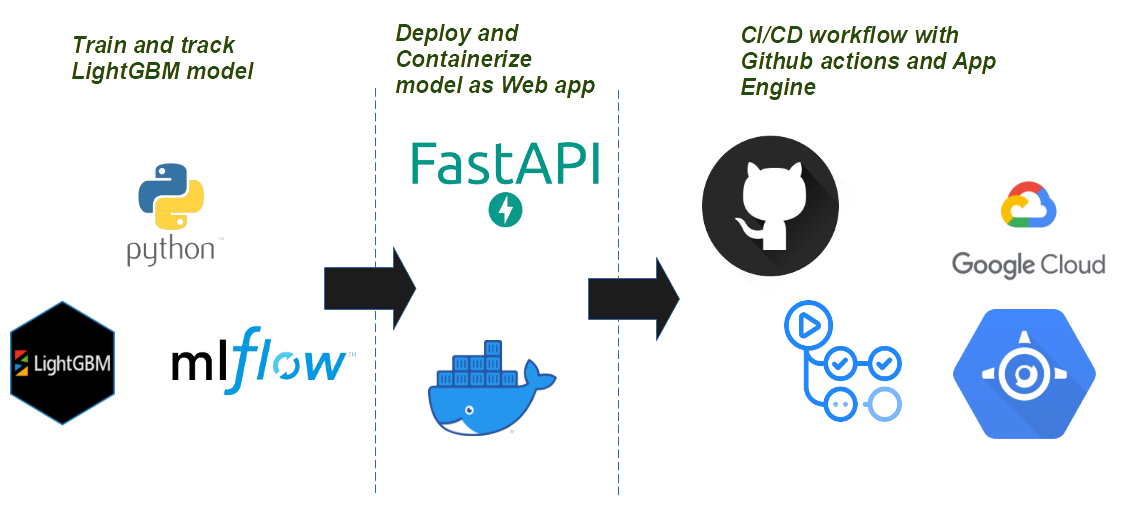 Train and track
LightGBM model
Deploy and
Containerize
model as Web app
CI/CD workflow with
Github actions and App
Engine
python™
LightGBM
mlflow™
FastAPI
Google Cloud